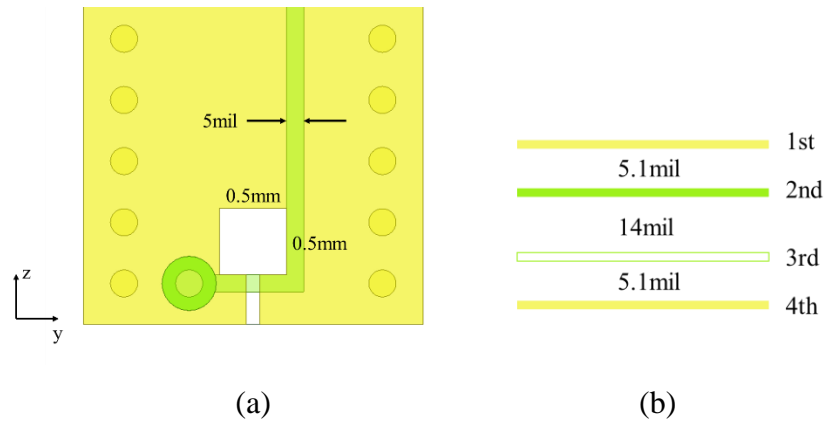 5mil
0.5mm
0.5mm
z
y
(a)
1st
5.1mil
2nd
14mil
3rd
5.1mil
4th
(b)